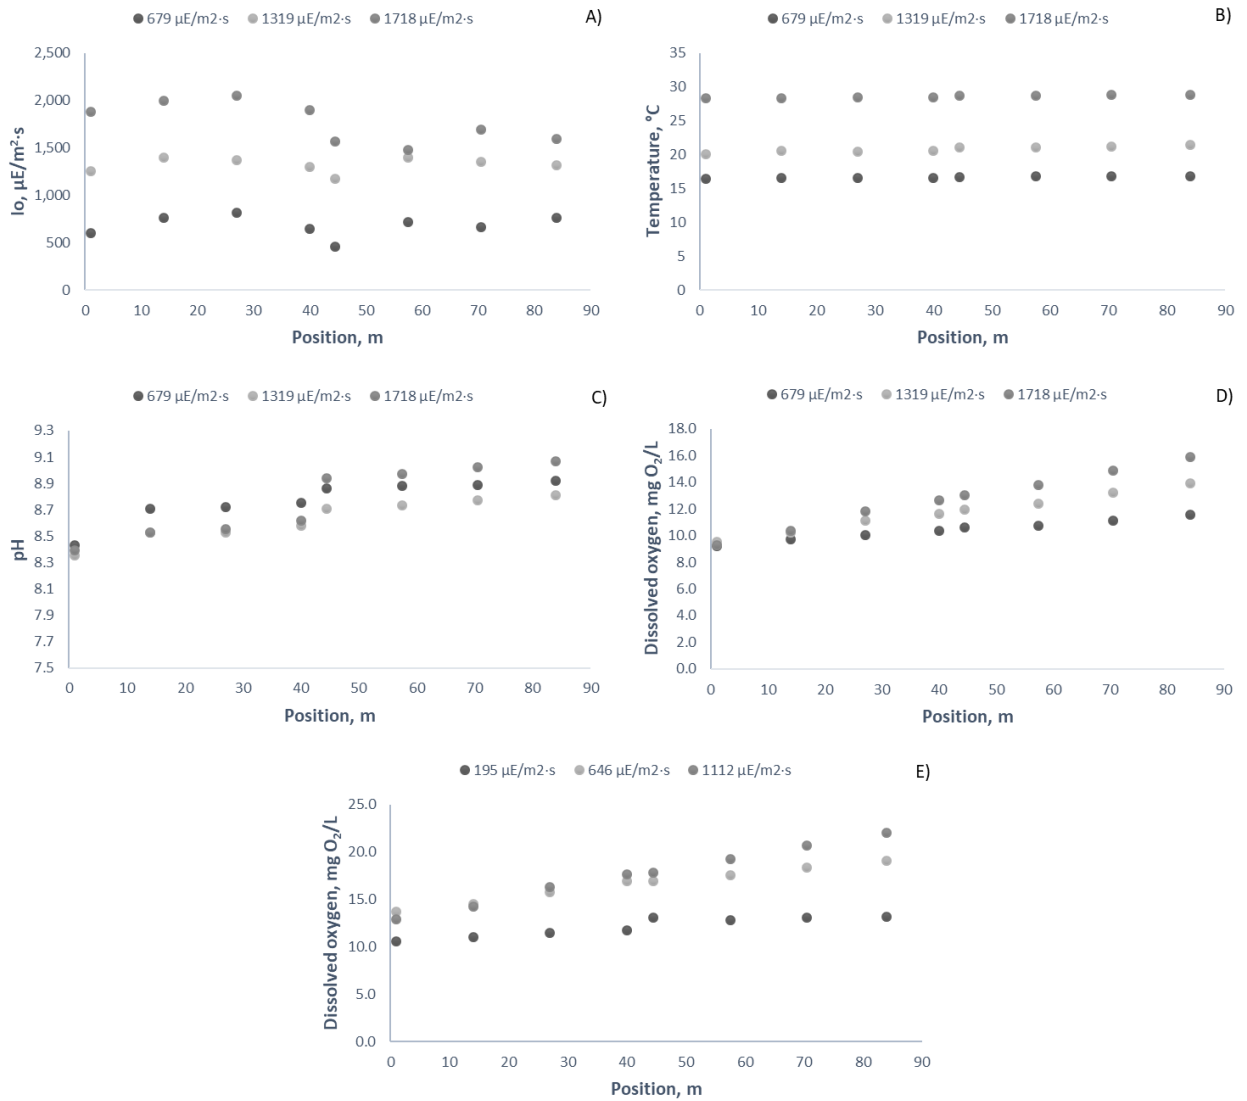 679 µE/m2·s 1319 µE/m2·s 1718 µE/m2·s A)
2,500
2,000
1,500
1,000
500
0
Io, µE/m²·s
0 10 20 30 40 50 60 70 80 90
Position, m
679 µE/m2·s 1319 µE/m2·s 1718 µE/m2·s B)
35
30
25
20
15
10
5
0
Temperature, °C
0 10 20 30 40 50 60 70 80 90
Position, m
679 µE/m2·s 1319 µE/m2·s 1718 µE/m2·s C)
9.3
9.1
8.9
8.7
8.5
8.3
8.1
7.9
7.7
7.5
pH
0 10 20 30 40 50 60 70 80 90
Position, m
679 µE/m2·s 1319 µE/m2·s 1718 µE/m2·s D)
18.0
16.0
14.0
12.0
10.0
8.0
6.0
4.0
2.0
0.0
Dissolved oxygen, mg O₂/L
0 10 20 30 40 50 60 70 80 90
Position, m
195 µE/m2·s 646 µE/m2·s 1112 µE/m2·s E)
25.0
20.0
15.0
10.0
5.0
0.0
Dissolved oxygen, mg O₂/L
0 10 20 30 40 50 60 70 80 90
Position, m